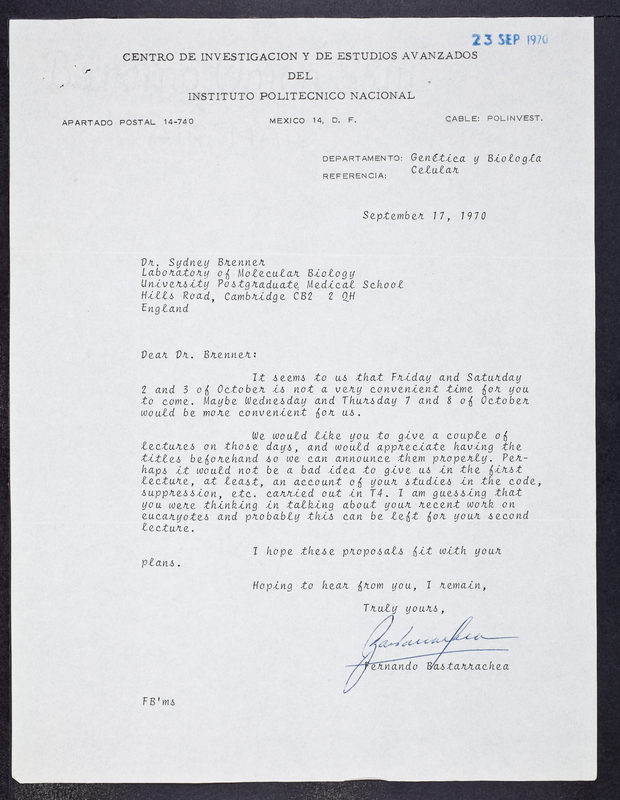 23 SEP 1970
CENTRO DE INVESTIGACION Y DE ESTUDIOS AVANZADOS
DEL
INSTITUTO POLITECNICO NACIONAL
APARTADO POSTAL 14-740 MEXICO 14, D. F. CABLE: POLINVEST.
DEPARTAMENTO: Genética y Biología
REFERENCIA: Celular
September 17, 1970
Dr. Sydney Brenner
Laboratory of Molecular Biology
University Postgraduate Medical School
Hills Road, Cambridge CB2 2 QH
England
Dear Dr. Brenner:
It seems to us that Friday and Saturday
2 and 3 of October is not a very convenient time for you
to come. Maybe Wednesday and Thursday 7 and 8 of October
would be more convenient for us.
We would like you to give a couple of
lectures on those days, and would appreciate having the
titles beforehand so we can announce them properly. Per-
haps it would not be a bad idea to give us in the first
lecture, at least, an account of your studies in the code,
suppression, etc. carried out in T4. I am guessing that
you were thinking in talking about your recent work on
eucaryotes and probably this can be left for your second
lecture.
I hope these proposals fit with your
plans.
Hoping to hear from you, I remain,
Truly yours,
Bastarrachea
Fernando Bastarrachea
FB'ms